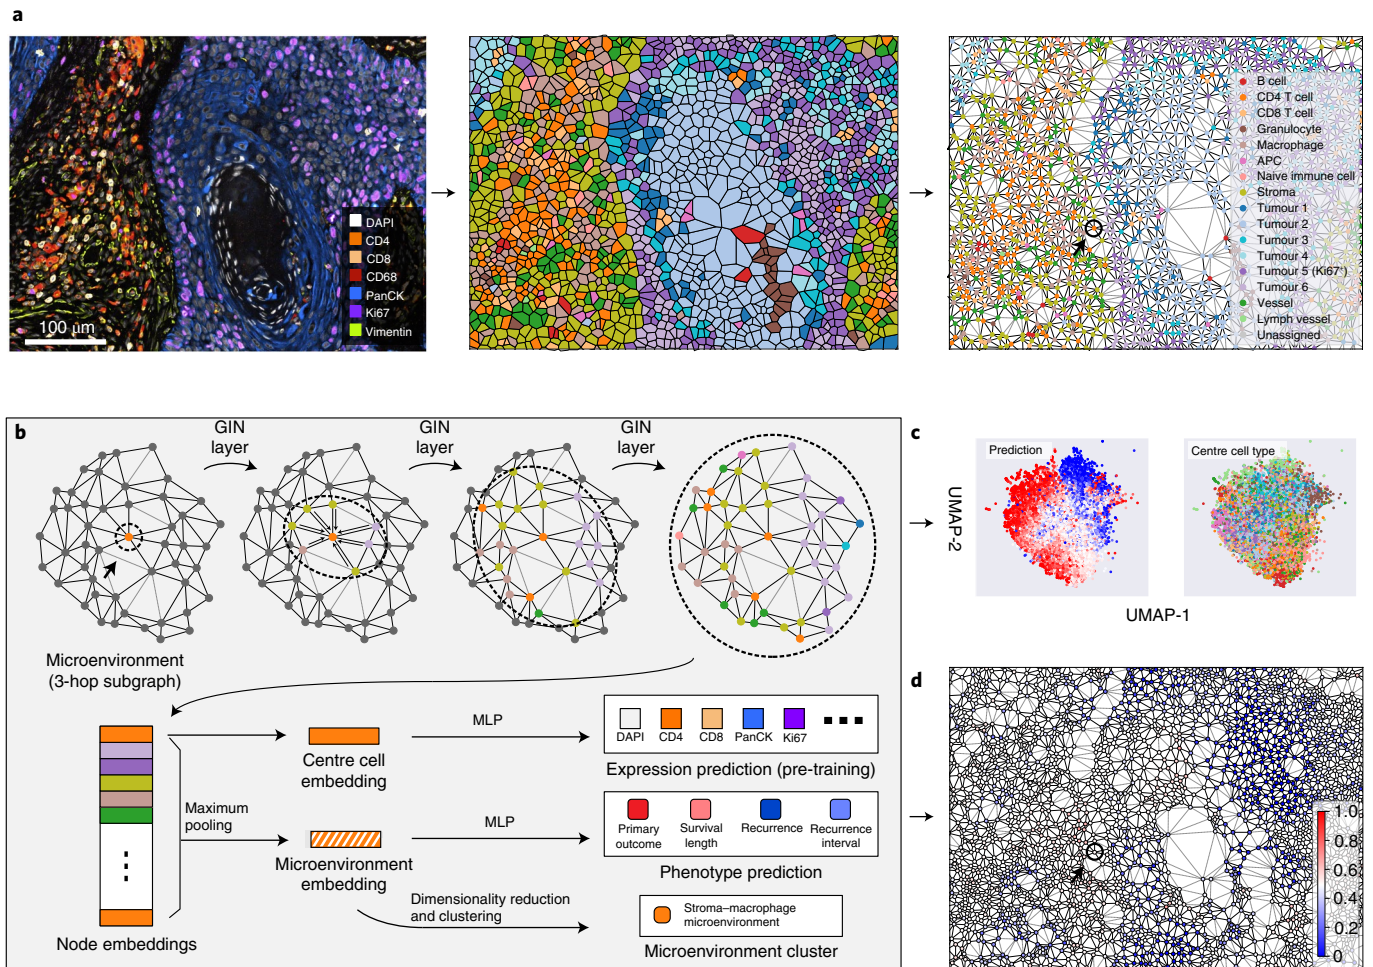 a
DAPI
CD4
CD8
CD68
PanCK
Ki67
Vimentin
100 µm
B cell
CD4 T cell
CD8 T cell
Granulocyte
Macrophage
APC
Naive immune cell
Stroma
Tumour 1
Tumour 2
Tumour 3
Tumour 4
Tumour 5 (Ki67+)
Tumour 6
Vessel
Lymph vessel
Unassigned
b
GIN
layer
GIN
layer
GIN
layer
Microenvironment
(3-hop subgraph)
Maximum
pooling
Node embeddings
Centre cell
embedding
MLP
DAPI
CD4
CD8
PanCK
Ki67
Expression prediction (pre-training)
Microenvironment
embedding
MLP
Primary
outcome
Survival
length
Recurrence
Recurrence
interval
Phenotype prediction
Dimensionality reduction
and clustering
Stroma–macrophage
microenvironment
Microenvironment cluster
c
Prediction
Centre cell type
UMAP-2
UMAP-1
d
1.0
0.8
0.6
0.4
0.2
0